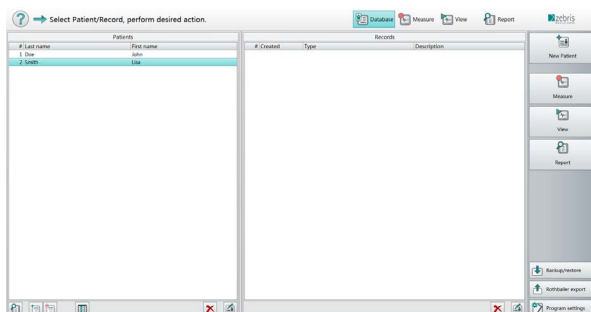 Select Patient/Record, perform desired action.
Database Measure View Report
zebris
Patients
# Last name First name
1 Doe John
2 Smith Lisa
Records
# Created Type Description
New Patient
Measure
View
Report
Backup/restore
Rothballer export
Program settings